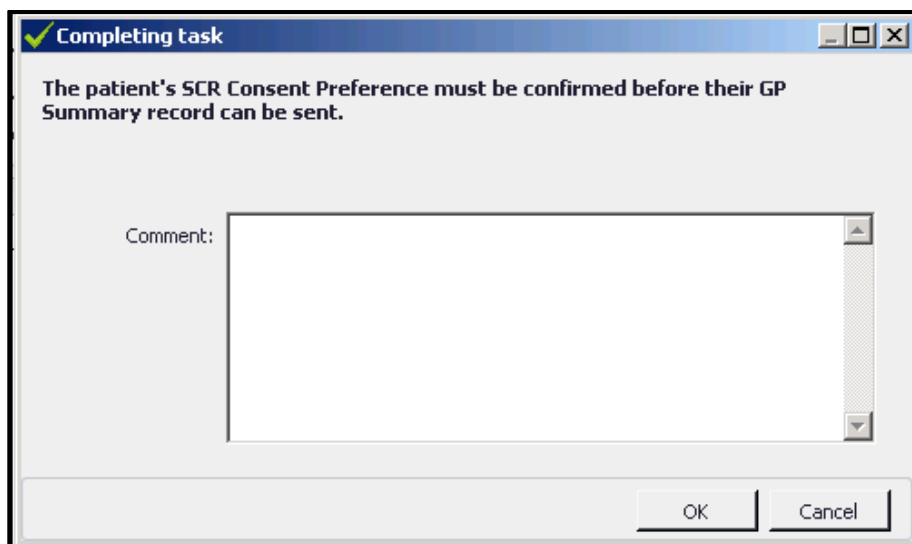 Completing task
The patient's SCR Consent Preference must be confirmed before their GP
Summary record can be sent.
Comment:
OK Cancel